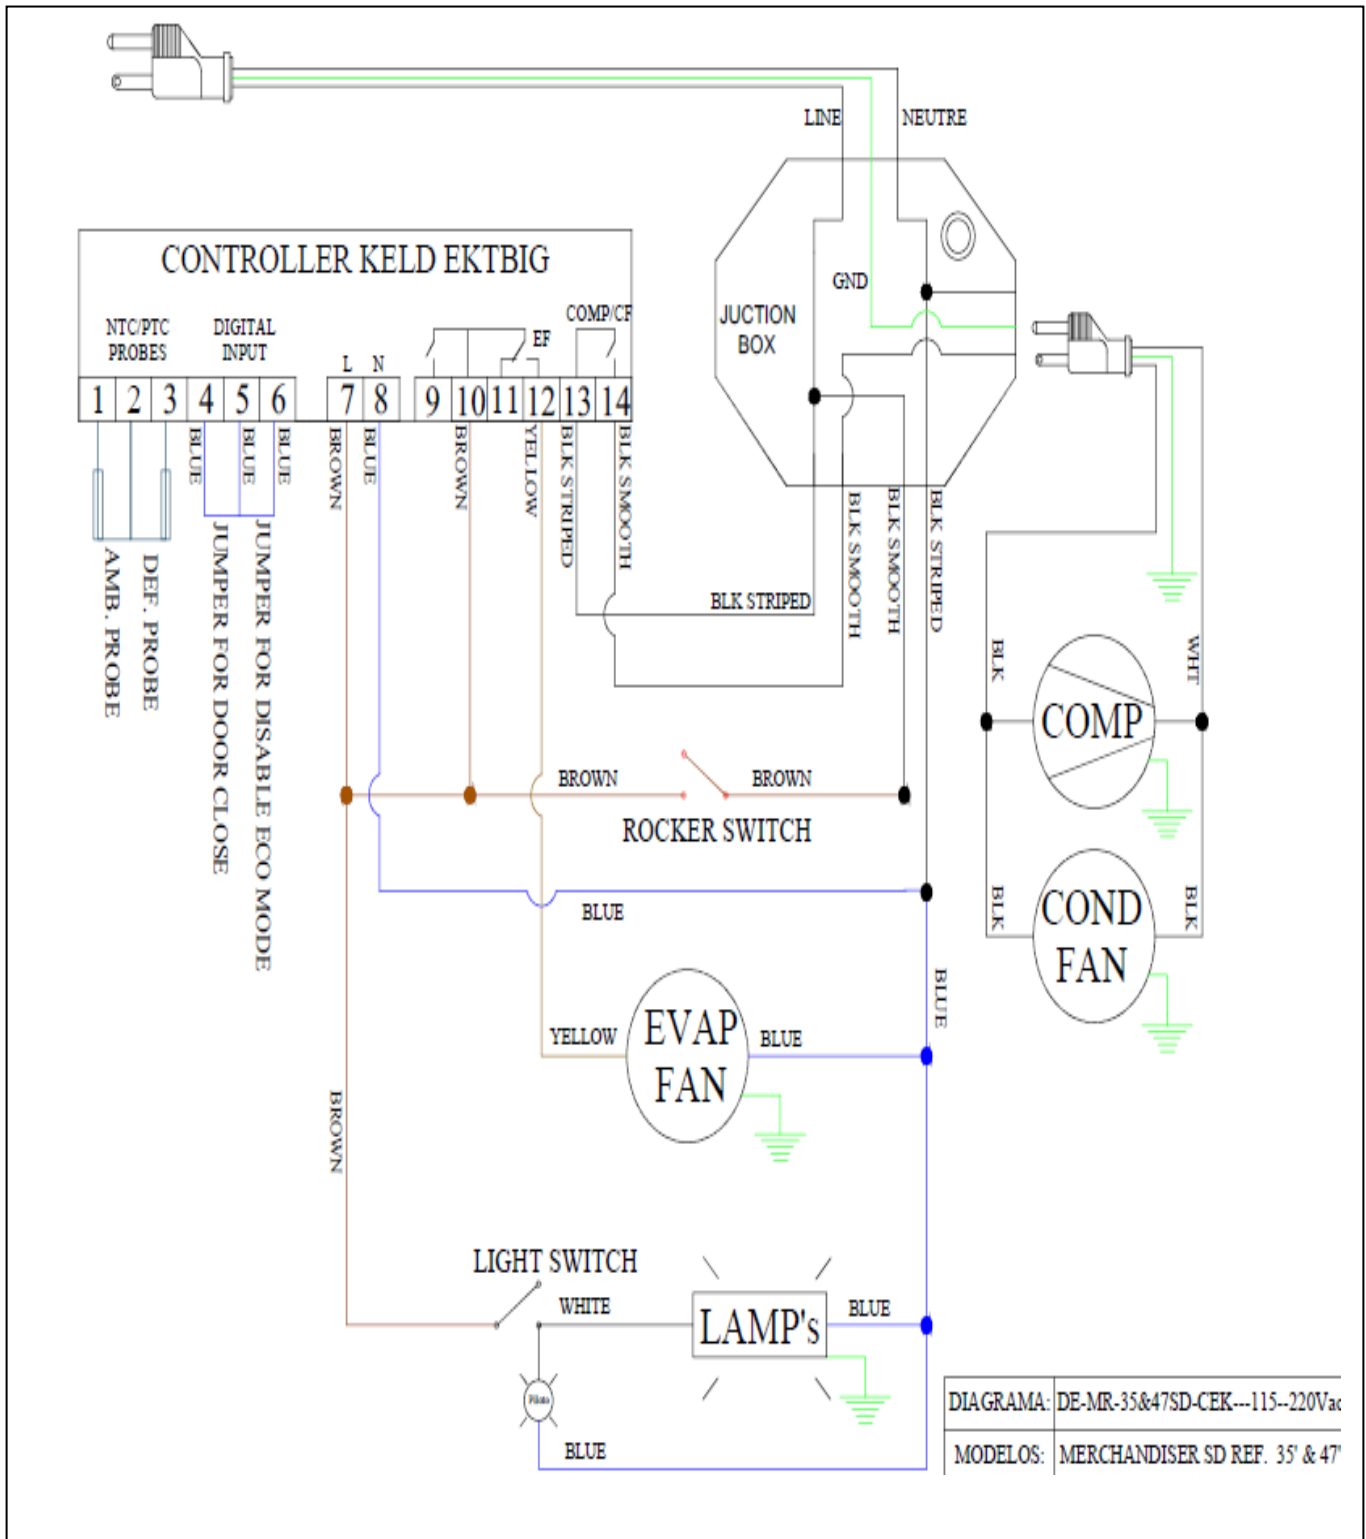 LINE
NEUTRE
CONTROLLER KELD EKTBIG
GND
JUCTION
BOX
NTC/PTC
PROBES
DIGITAL
INPUT
L
N
EF
COMP/CF
1 2 3 4 5 6 7 8 9 10 11 12 13 14
BLUE
BLUE
BLUE
BROWN
BLUE
BROWN
YELLOW
BLK STRIPED
BLK SMOOTH
BLK SMOOTH
BLK SMOOTH
BLK STRIPED
AMB. PROBE
DEF. PROBE
JUMPER FOR DOOR CLOSE
JUMPER FOR DISABLE ECO MODE
BLK STRIPED
BLK
WHT
COMP
BROWN
BROWN
ROCKER SWITCH
BLUE
BLK
COND
FAN
BLK
BLUE
YELLOW
EVAP
FAN
BLUE
BROWN
LIGHT SWITCH
WHITE
LAMP's
BLUE
Piloto
BLUE
DIAGRAMA: DE-MR-35&47SD-CEK---115--220Vac
MODELOS: MERCHANDISER SD REF. 35' & 47'